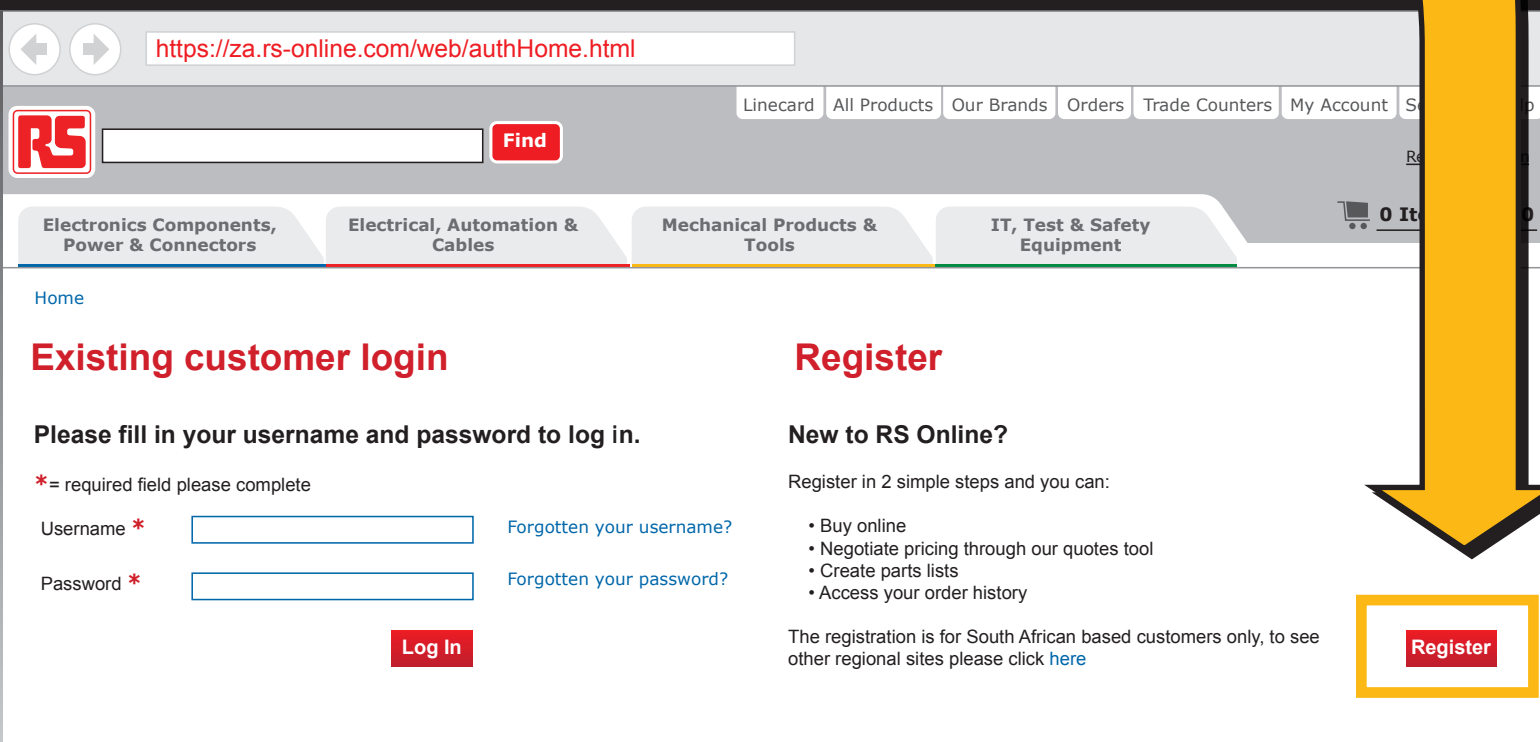 https://za.rs-online.com/web/authHome.html
Linecard All Products Our Brands Orders Trade Counters My Account
RS
Find
0
Electronics Components,
Power & Connectors
Electrical, Automation &
Cables
Mechanical Products &
Tools
IT, Test & Safety
Equipment
Home
Existing customer login
Please fill in your username and password to log in.
*= required field please complete
Username *
Forgotten your username?
Password *
Forgotten your password?
Log In
Register
New to RS Online?
Register in 2 simple steps and you can:
• Buy online
• Negotiate pricing through our quotes tool
• Create parts lists
• Access your order history
The registration is for South African based customers only, to see
other regional sites please click here
Register